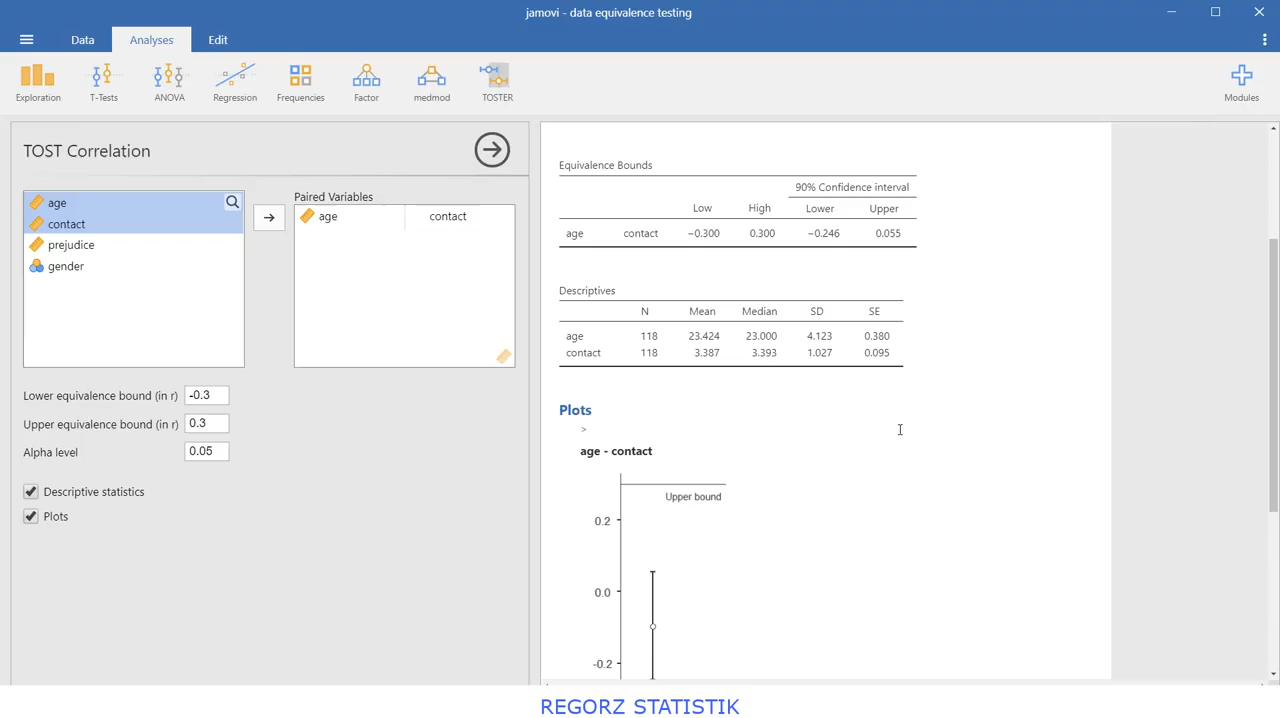 jamovi - data equivalence testing
Data Analyses Edit
Exploration T-Tests ANOVA Regression Frequencies Factor medmod TOSTER Modules
TOST Correlation
age
contact
prejudice
gender
Paired Variables
age contact
Lower equivalence bound (in r) -0.3
Upper equivalence bound (in r) 0.3
Alpha level 0.05
Descriptive statistics
Plots
Equivalence Bounds
90% Confidence interval
Low High Lower Upper
age contact −0.300 0.300 −0.246 0.055
Descriptives
N Mean Median SD SE
age 118 23.424 23.000 4.123 0.380
contact 118 3.387 3.393 1.027 0.095
Plots
>
age - contact
Upper bound
0.2
0.0
-0.2
REGORZ STATISTIK